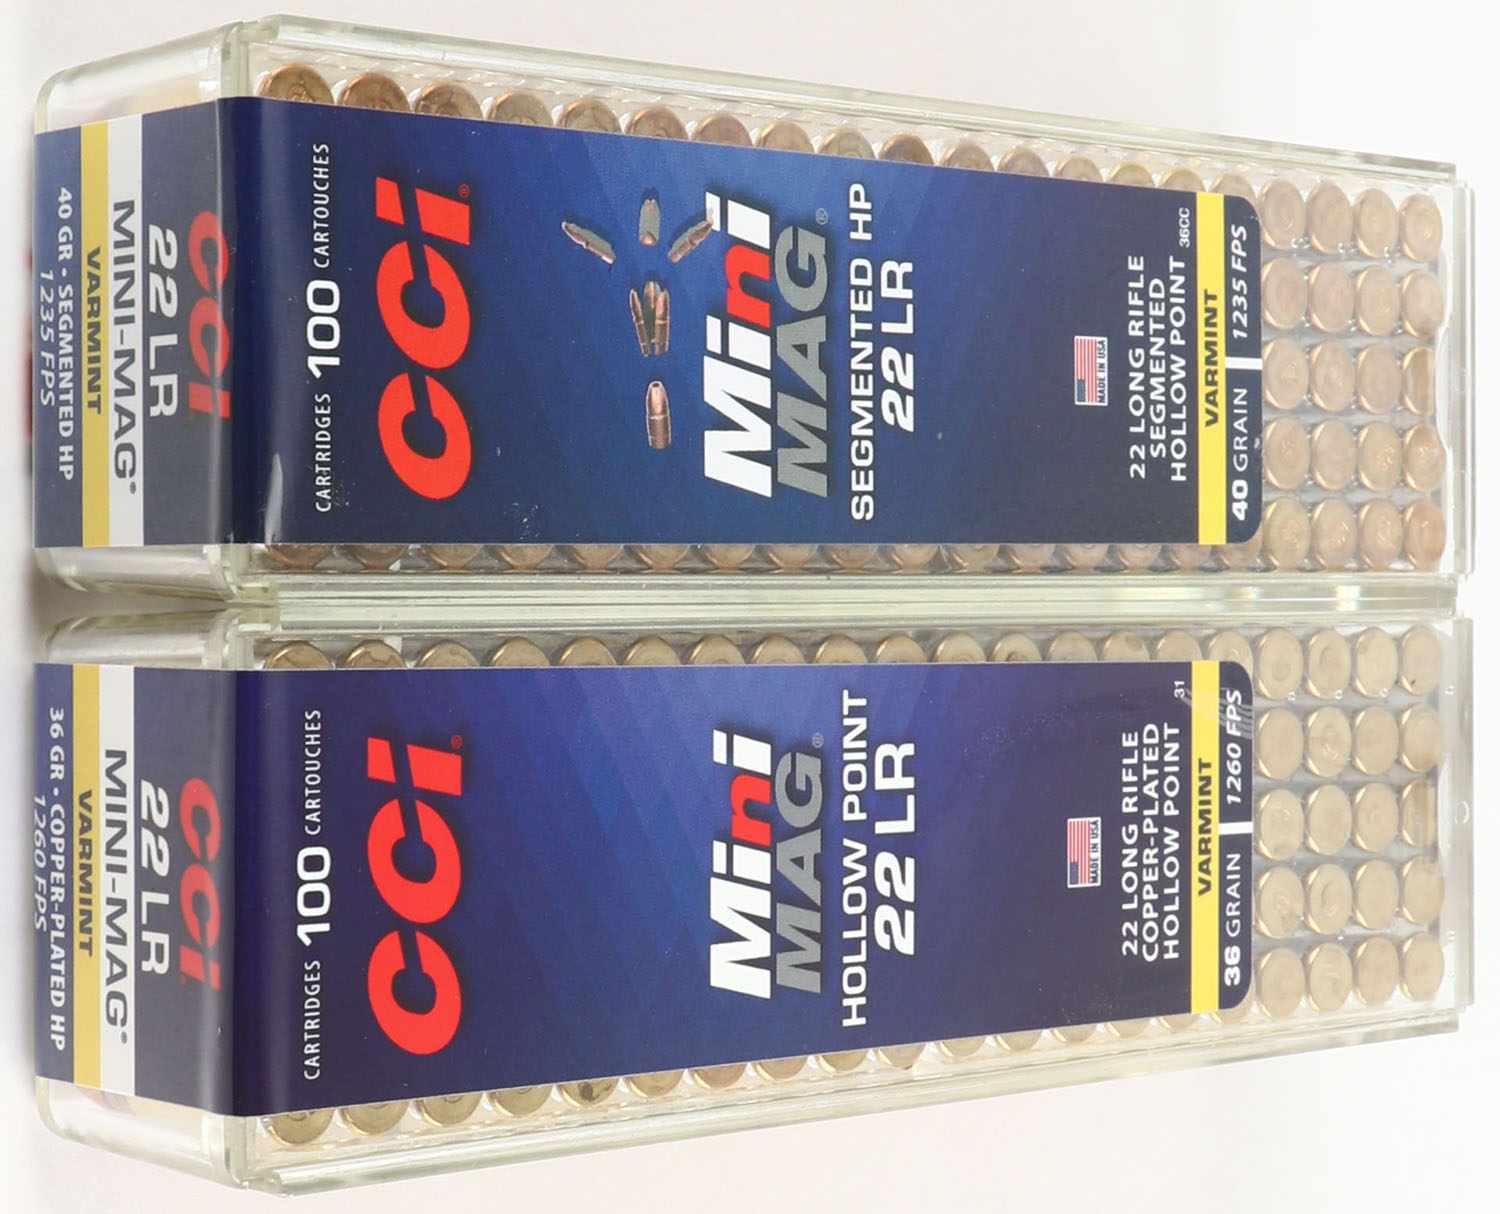 CARTRIDGES 100 CARTOUCHES
CCI®
Mini
MAG®
SEGMENTED HP
22 LR
MADE IN USA
22 LONG RIFLE
SEGMENTED
HOLLOW POINT
36CC
VARMINT
40 GRAIN 1235 FPS
CCI
22 LR
MINI-MAG®
VARMINT
40 GR • SEGMENTED HP
1235 FPS
CARTRIDGES 100 CARTOUCHES
CCI®
Mini
MAG®
HOLLOW POINT
22 LR
MADE IN USA
22 LONG RIFLE
COPPER-PLATED
HOLLOW POINT
31
VARMINT
36 GRAIN 1260 FPS
CCI
22 LR
MINI-MAG®
VARMINT
36 GR • COPPER-PLATED HP
1260 FPS